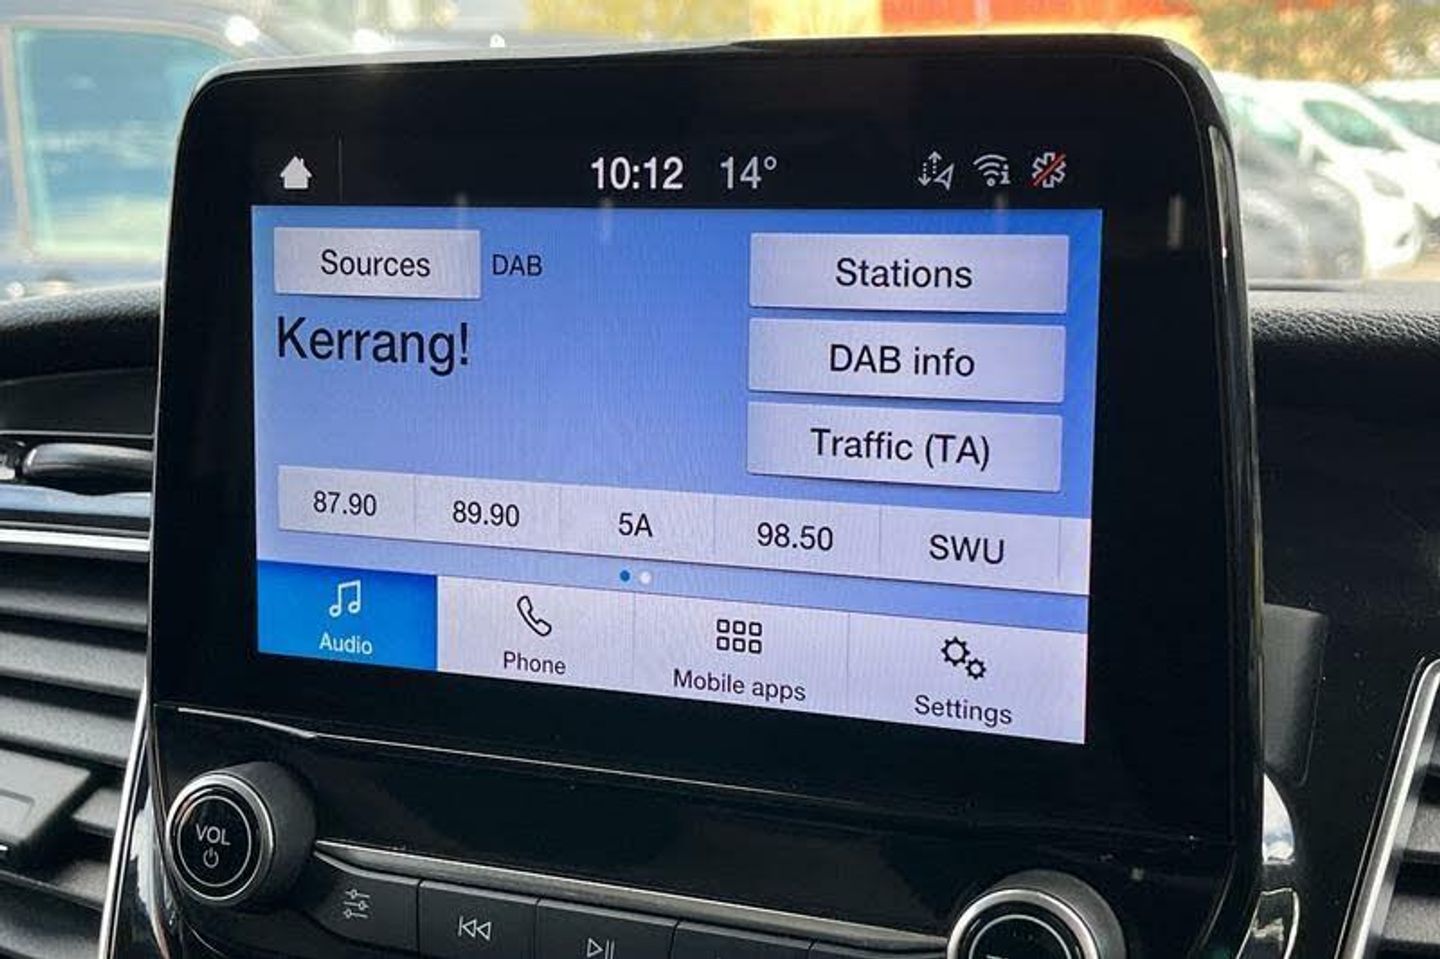 10:12 14°
Sources DAB
Stations
Kerrang!
DAB info
Traffic (TA)
87.90 89.90 5A 98.50 SWU
Audio Phone Mobile apps Settings
VOL